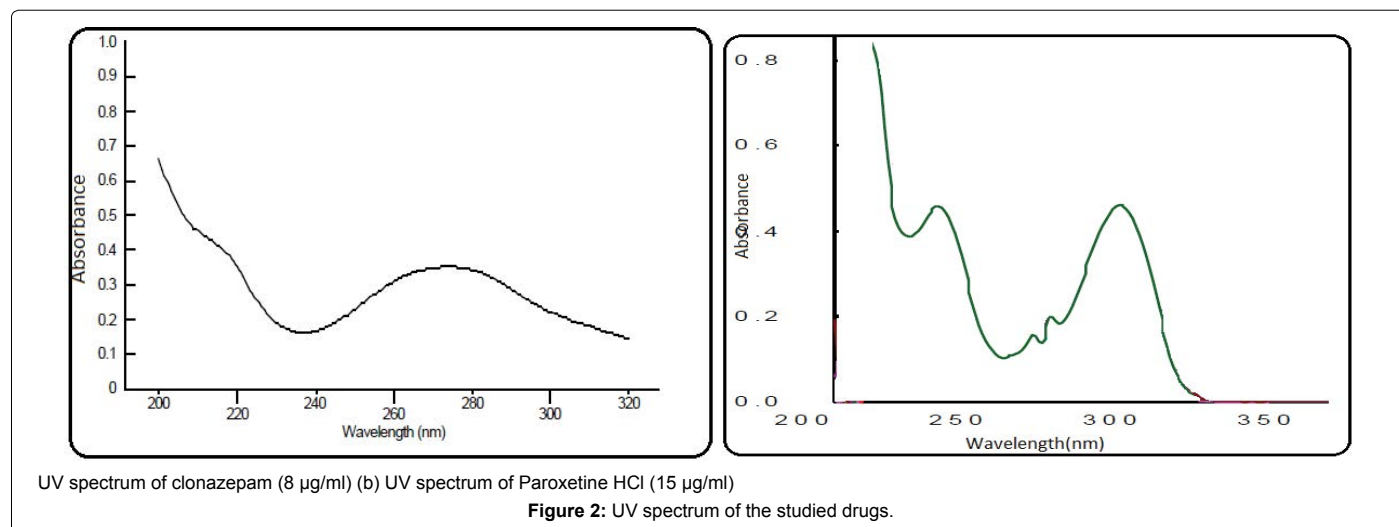 1.0
0.9
0.8
0.7
0.6
0.5
0.4
0.3
0.2
0.1
0
Absorbance
200 220 240 260 280 300 320
Wavelength (nm)
0.8
0.6
0.4
0.2
0.0
Absorbance
200 250 300 350
Wavelength(nm)
UV spectrum of clonazepam (8 µg/ml) (b) UV spectrum of Paroxetine HCl (15 µg/ml)
Figure 2: UV spectrum of the studied drugs.